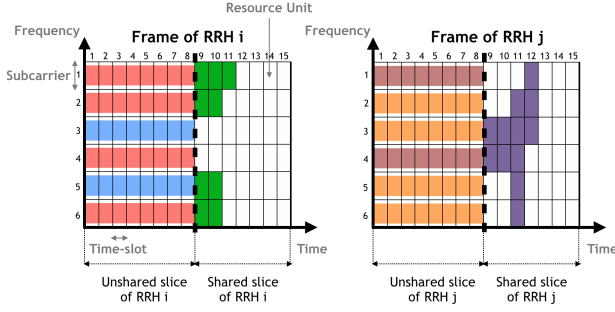 Resource Unit
Frequency
Frame of RRH i
1 2 3 4 5 6 7 8 9 10 11 12 13 14 15
Subcarrier
1
2
3
4
5
6
Time-slot
Time
Unshared slice
of RRH i
Shared slice
of RRH i
Frequency
Frame of RRH j
1 2 3 4 5 6 7 8 9 10 11 12 13 14 15
1
2
3
4
5
6
Time
Unshared slice
of RRH j
Shared slice
of RRH j